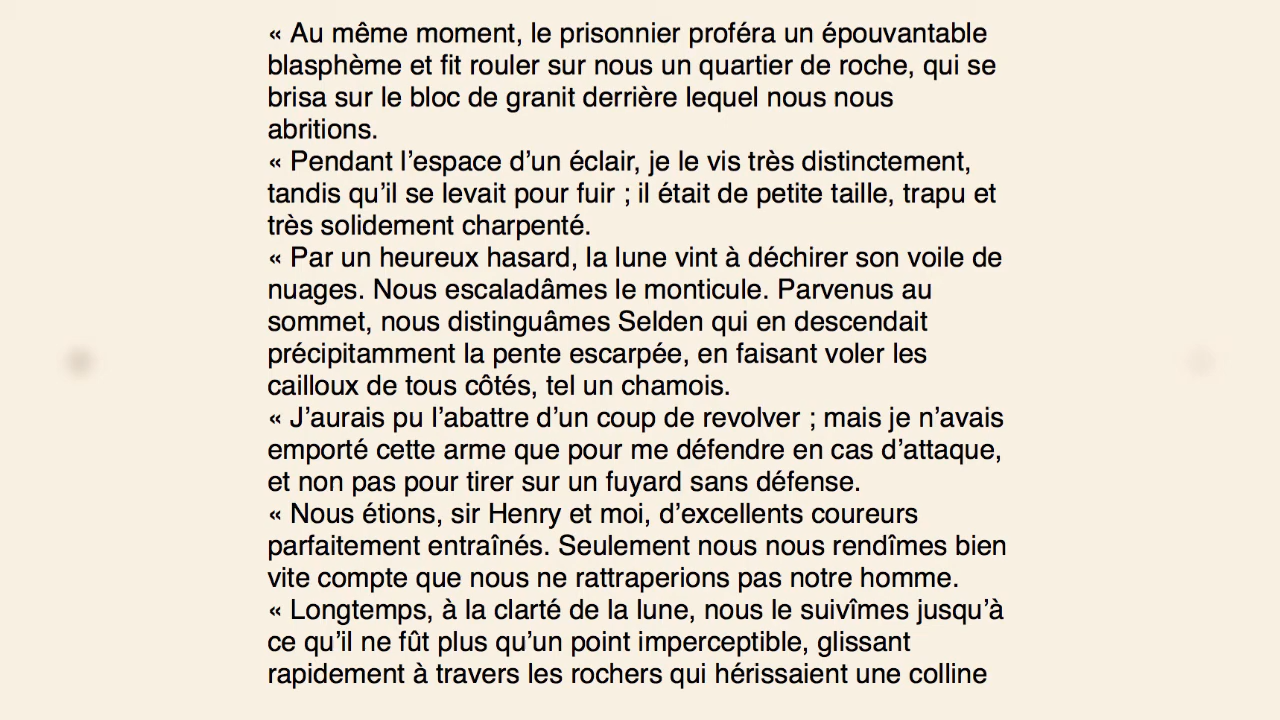 « Au même moment, le prisonnier proféra un épouvantable
blasphème et fit rouler sur nous un quartier de roche, qui se
brisa sur le bloc de granit derrière lequel nous nous
abritions.
« Pendant l’espace d’un éclair, je le vis très distinctement,
tandis qu’il se levait pour fuir ; il était de petite taille, trapu et
très solidement charpenté.
« Par un heureux hasard, la lune vint à déchirer son voile de
nuages. Nous escaladâmes le monticule. Parvenus au
sommet, nous distinguâmes Selden qui en descendait
précipitamment la pente escarpée, en faisant voler les
cailloux de tous côtés, tel un chamois.
« J’aurais pu l’abattre d’un coup de revolver ; mais je n’avais
emporté cette arme que pour me défendre en cas d’attaque,
et non pas pour tirer sur un fuyard sans défense.
« Nous étions, sir Henry et moi, d’excellents coureurs
parfaitement entraînés. Seulement nous nous rendîmes bien
vite compte que nous ne rattraperions pas notre homme.
« Longtemps, à la clarté de la lune, nous le suivîmes jusqu’à
ce qu’il ne fût plus qu’un point imperceptible, glissant
rapidement à travers les rochers qui hérissaient une colline